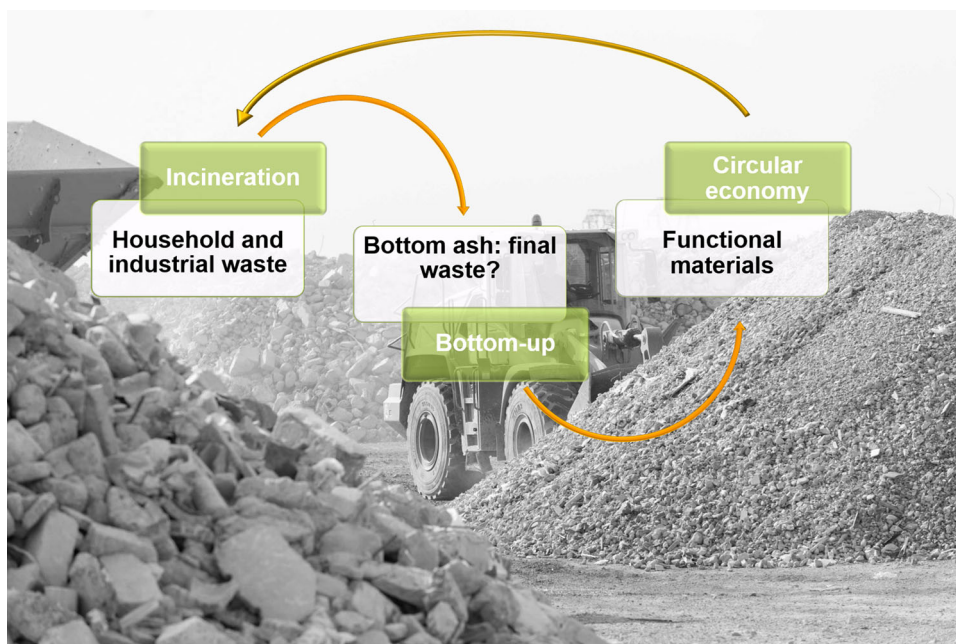 Incineration
Household and
industrial waste
Bottom ash: final
waste?
Bottom-up
Circular
economy
Functional
materials